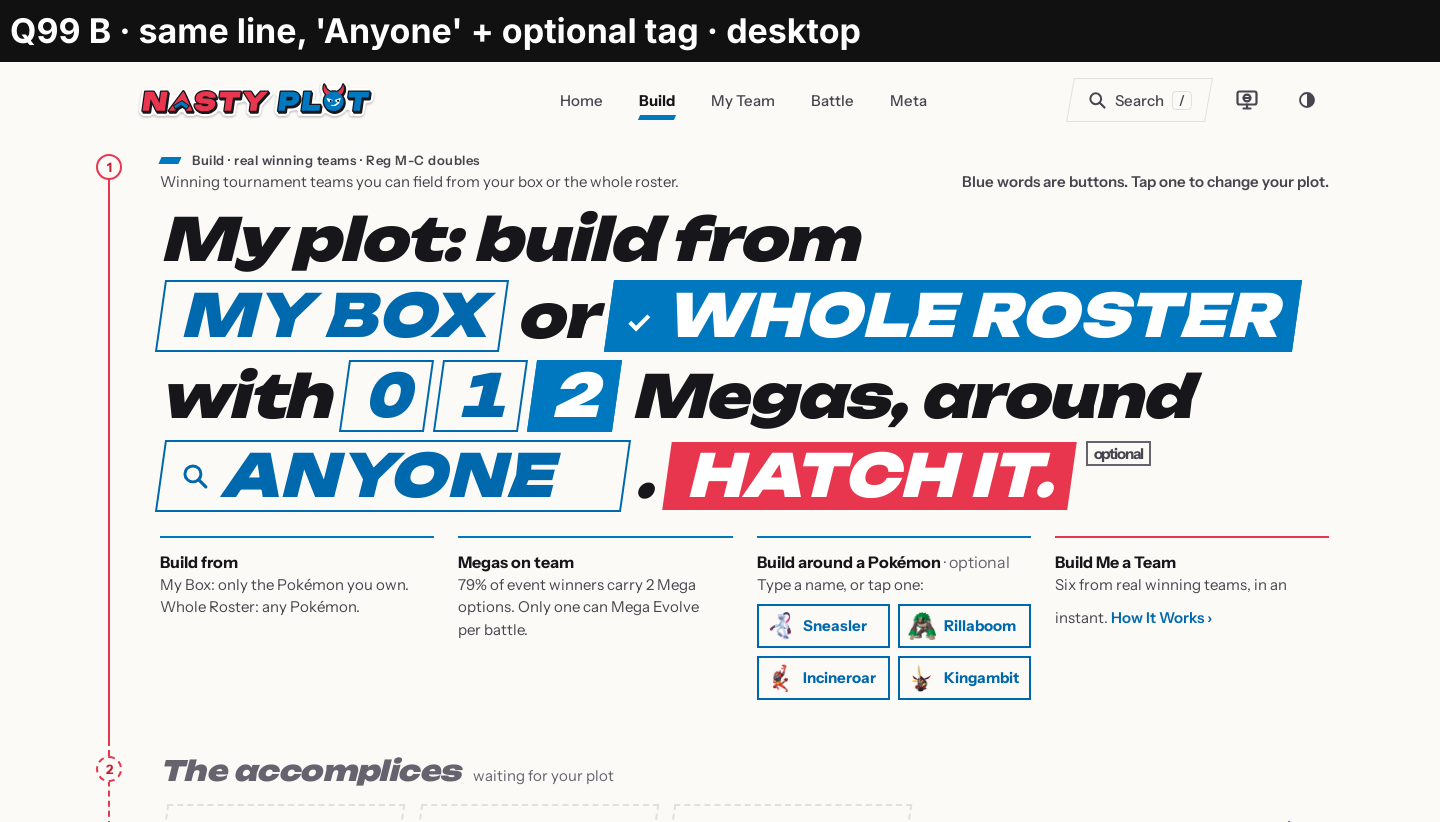 Q99 B · same line, 'Anyone' + optional tag · desktop
NASTY PLOT
Home Build My Team Battle Meta Search /
1
Build · real winning teams · Reg M-C doubles
Winning tournament teams you can field from your box or the whole roster.
Blue words are buttons. Tap one to change your plot.
My plot: build from
MY BOX or WHOLE ROSTER
with 0 1 2 Megas, around
ANYONE . HATCH IT. optional
Build from
My Box: only the Pokémon you own.
Whole Roster: any Pokémon.
Megas on team
79% of event winners carry 2 Mega
options. Only one can Mega Evolve
per battle.
Build around a Pokémon · optional
Type a name, or tap one:
Sneasler Rillaboom
Incineroar Kingambit
Build Me a Team
Six from real winning teams, in an
instant. How It Works ›
2
The accomplices waiting for your plot